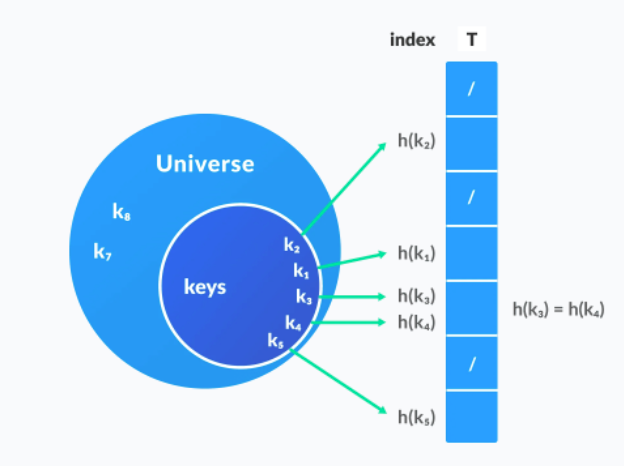 index T
/
h(k₂)
Universe
/
k₈
k₂
k₇
h(k₁)
k₁
keys
k₃
h(k₃)
h(k₃) = h(k₄)
k₄
h(k₄)
k₅
/
h(k₅)